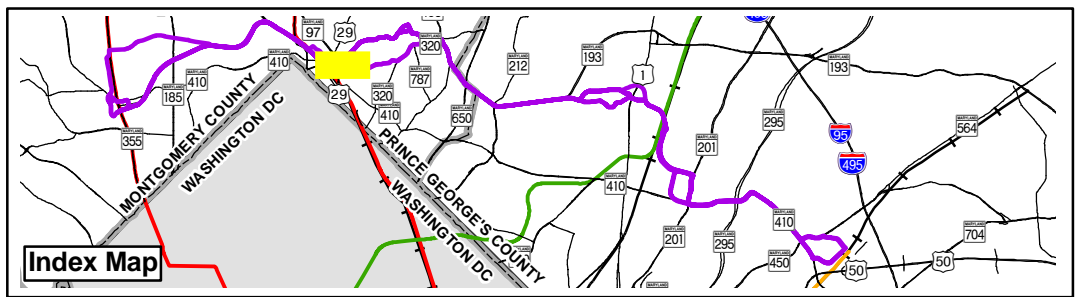 MARYLAND
97
29
MARYLAND
320
MARYLAND
410
MARYLAND
410
MARYLAND
185
MARYLAND
355
29
MARYLAND
787
MARYLAND
320
MARYLAND
410
MARYLAND
650
MARYLAND
212
MARYLAND
193
1
MARYLAND
193
MARYLAND
295
MARYLAND
201
95
495
MARYLAND
564
MARYLAND
410
MARYLAND
410
MARYLAND
201
MARYLAND
295
MARYLAND
450
MARYLAND
704
50
50
MONTGOMERY COUNTY
WASHINGTON DC
PRINCE GEORGE'S COUNTY
WASHINGTON DC
Index Map